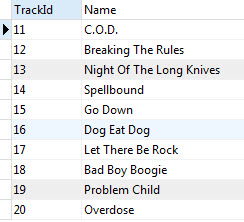 TrackId Name
11 C.O.D.
12 Breaking The Rules
13 Night Of The Long Knives
14 Spellbound
15 Go Down
16 Dog Eat Dog
17 Let There Be Rock
18 Bad Boy Boogie
19 Problem Child
20 Overdose